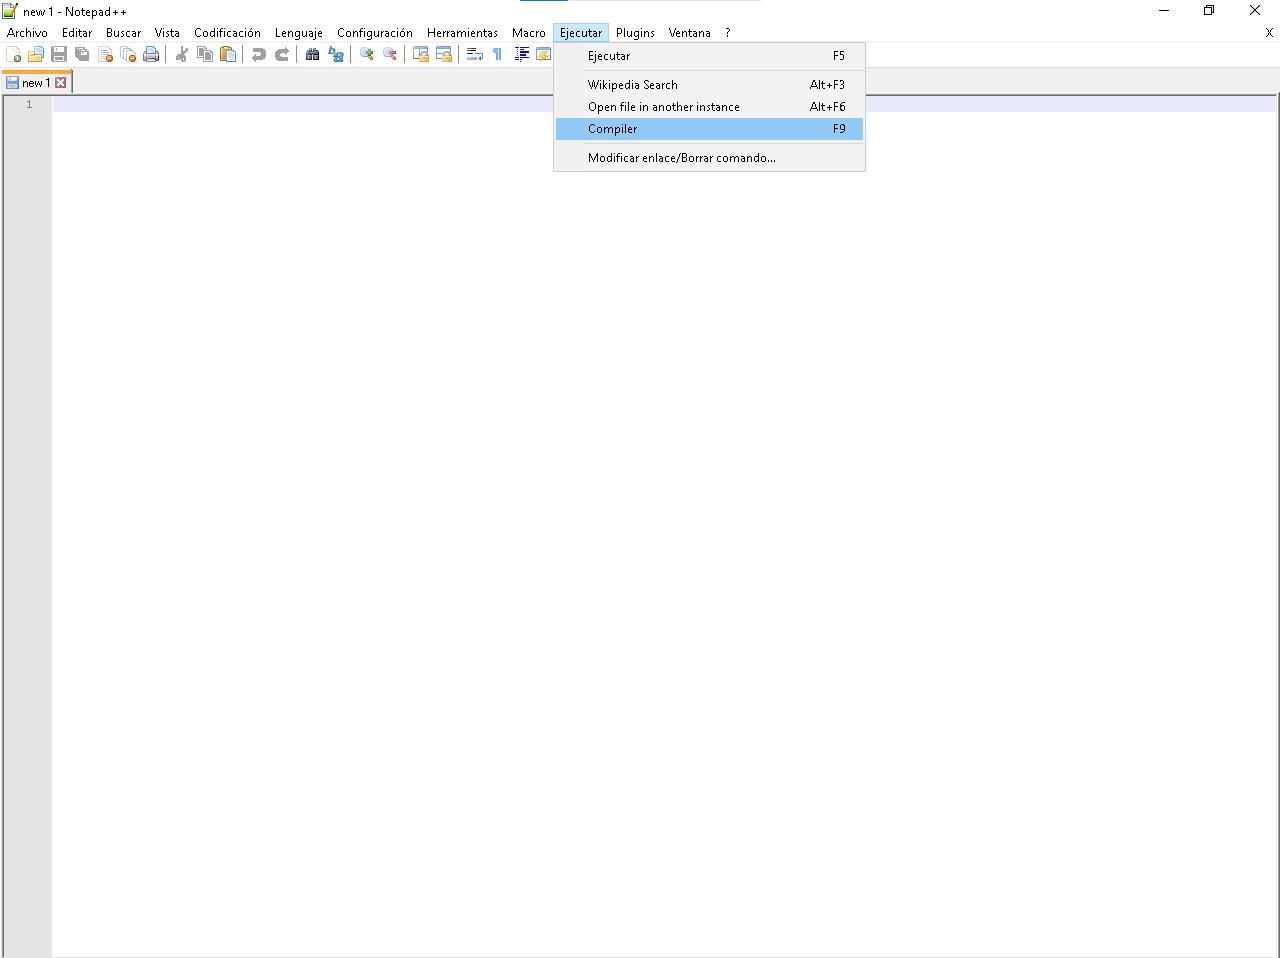 new 1 - Notepad++
Archivo Editar Buscar Vista Codificación Lenguaje Configuración Herramientas Macro Ejecutar Plugins Ventana ? X
new 1
1
Ejecutar F5
Wikipedia Search Alt+F3
Open file in another instance Alt+F6
Compiler F9
Modificar enlace/Borrar comando...